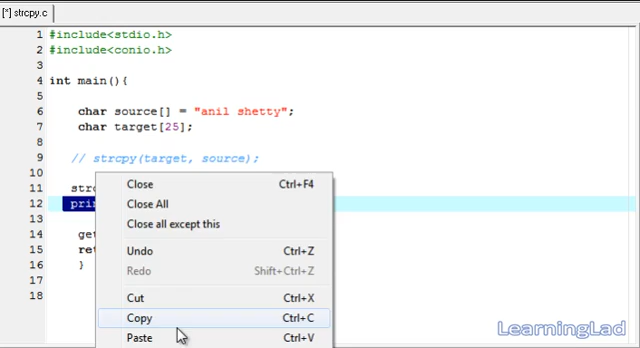 [*] strcpy.c
1 #include<stdio.h>
2 #include<conio.h>
3
4 int main(){
5
6 char source[] = "anil shetty";
7 char target[25];
8
9 // strcpy(target, source);
10
11 strc
12 prin
13
14 get
15 ret
16 }
17
18
Close Ctrl+F4
Close All
Close all except this
Undo Ctrl+Z
Redo Shift+Ctrl+Z
Cut Ctrl+X
Copy Ctrl+C
Paste Ctrl+V
LearningLad